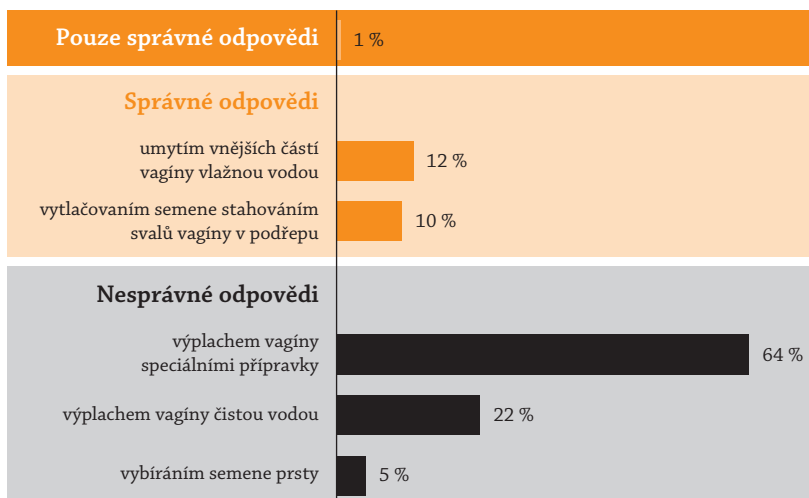 Pouze správné odpovědi 1 %
Správné odpovědi
umytím vnějších částí
vagíny vlažnou vodou
12 %
vytlačovaním semene stahováním
svalů vagíny v podřepu
10 %
Nesprávné odpovědi
výplachem vagíny
speciálními přípravky
64 %
výplachem vagíny čistou vodou 22 %
vybíráním semene prsty 5 %